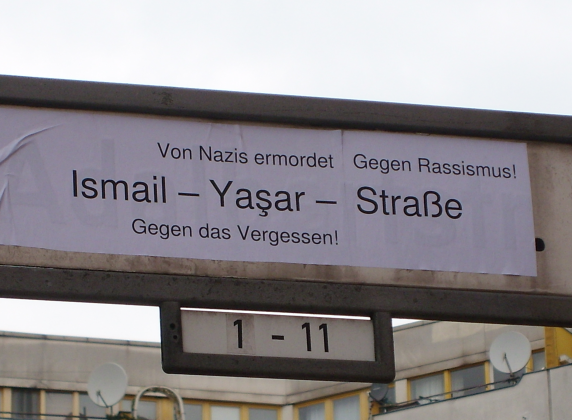 Von Nazis ermordet Gegen Rassismus!
Ismail – Yaşar – Straße
Gegen das Vergessen!
1 - 11